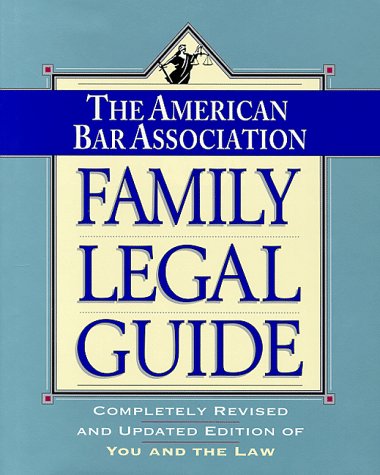 THE AMERICAN
BAR ASSOCIATION
FAMILY
LEGAL
GUIDE
COMPLETELY REVISED
AND UPDATED EDITION OF
YOU AND THE LAW